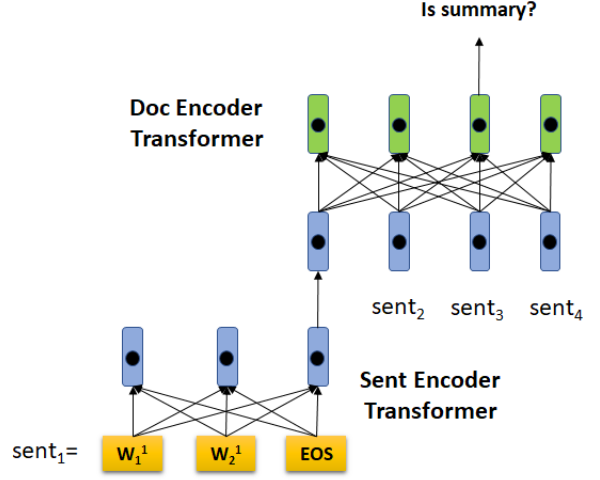 Is summary?
Doc Encoder
Transformer
sent₂ sent₃ sent₄
Sent Encoder
Transformer
sent₁= W₁¹ W₂¹ EOS